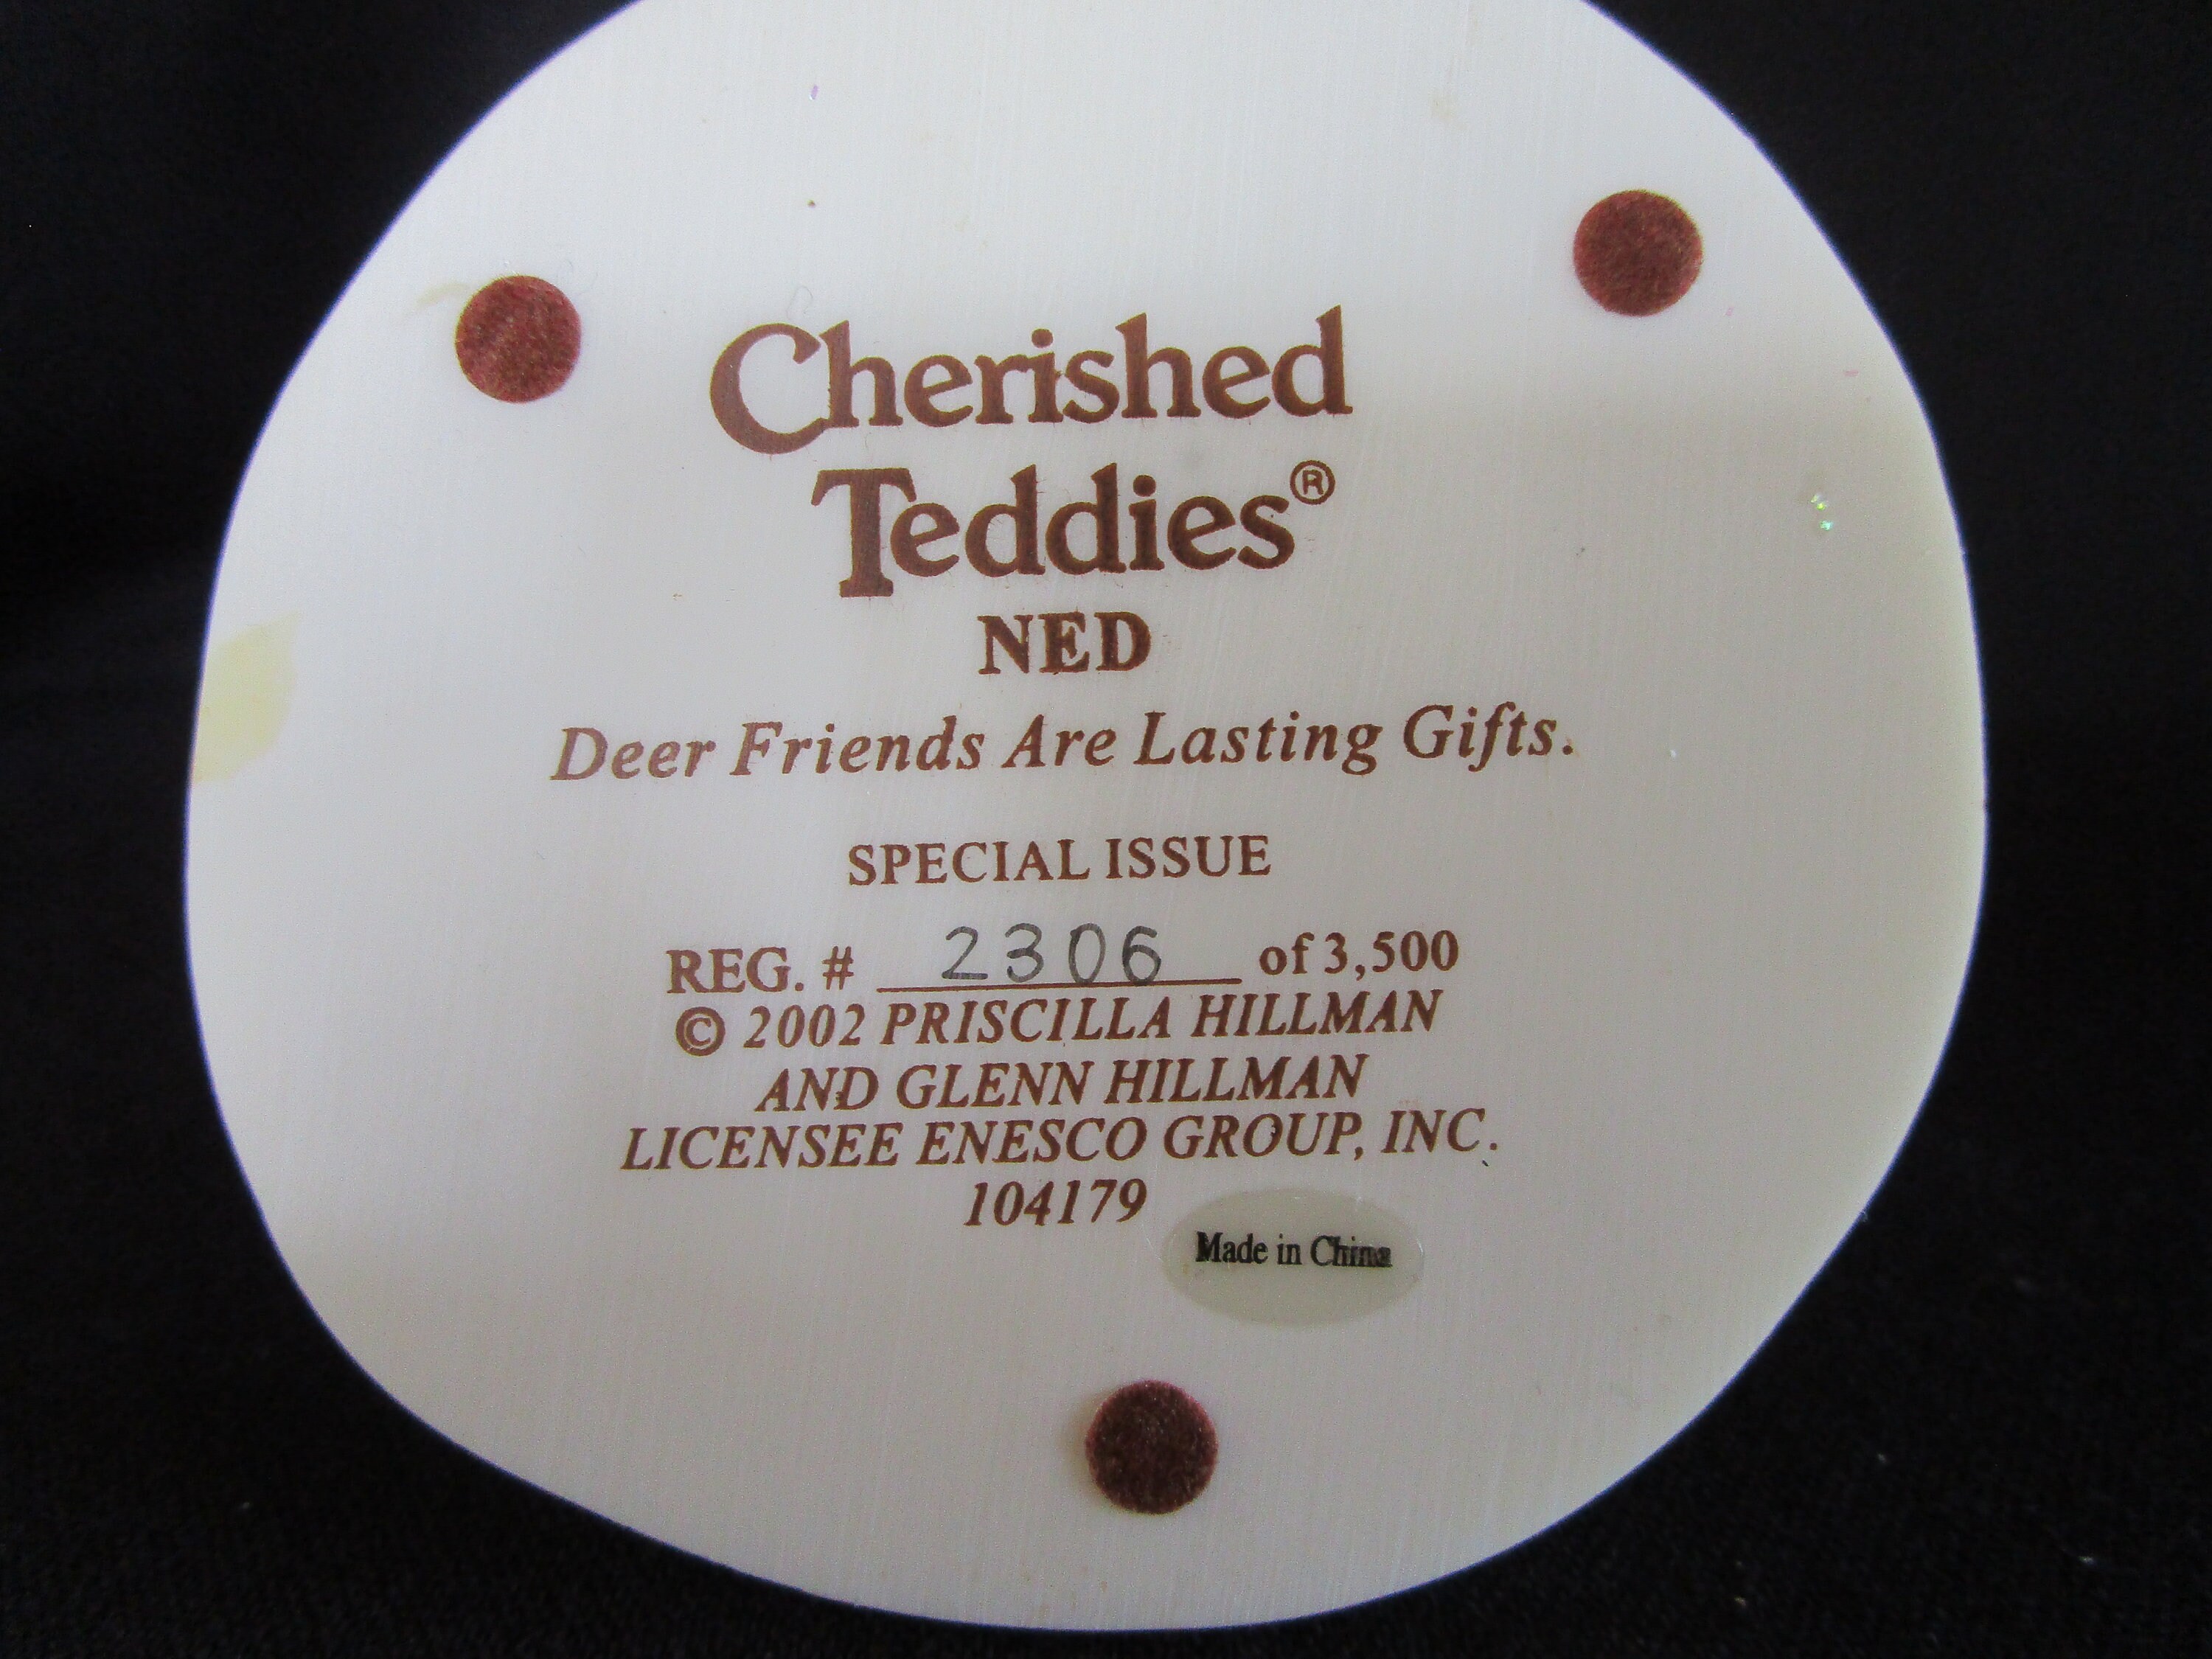 Cherished
Teddies®
NED
Deer Friends Are Lasting Gifts.
SPECIAL ISSUE
REG. # 2306 of 3,500
© 2002 PRISCILLA HILLMAN
AND GLENN HILLMAN
LICENSEE ENESCO GROUP, INC.
104179
Made in China